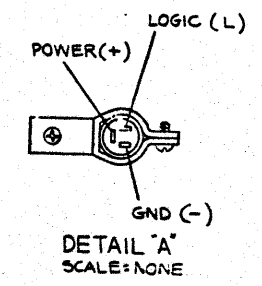 LOGIC (L)
POWER(+)
GND (-)
DETAIL "A"
SCALE=NONE